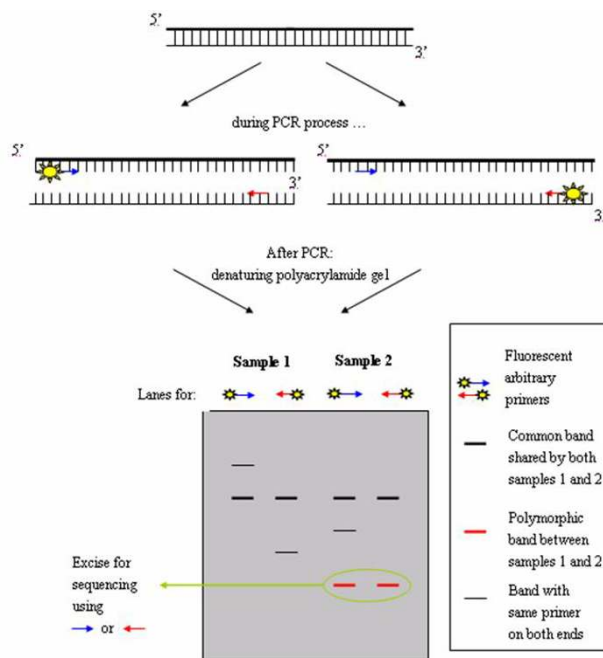 5'
3'
during PCR process ...
5'
3'
5'
3'
After PCR:
denaturing polyacrylamide gel
Sample 1
Sample 2
Lanes for:
Excise for
sequencing
using
or
Fluorescent
arbitrary
primers
Common band
shared by both
samples 1 and 2
Polymorphic
band between
samples 1 and 2
Band with
same primer
on both ends